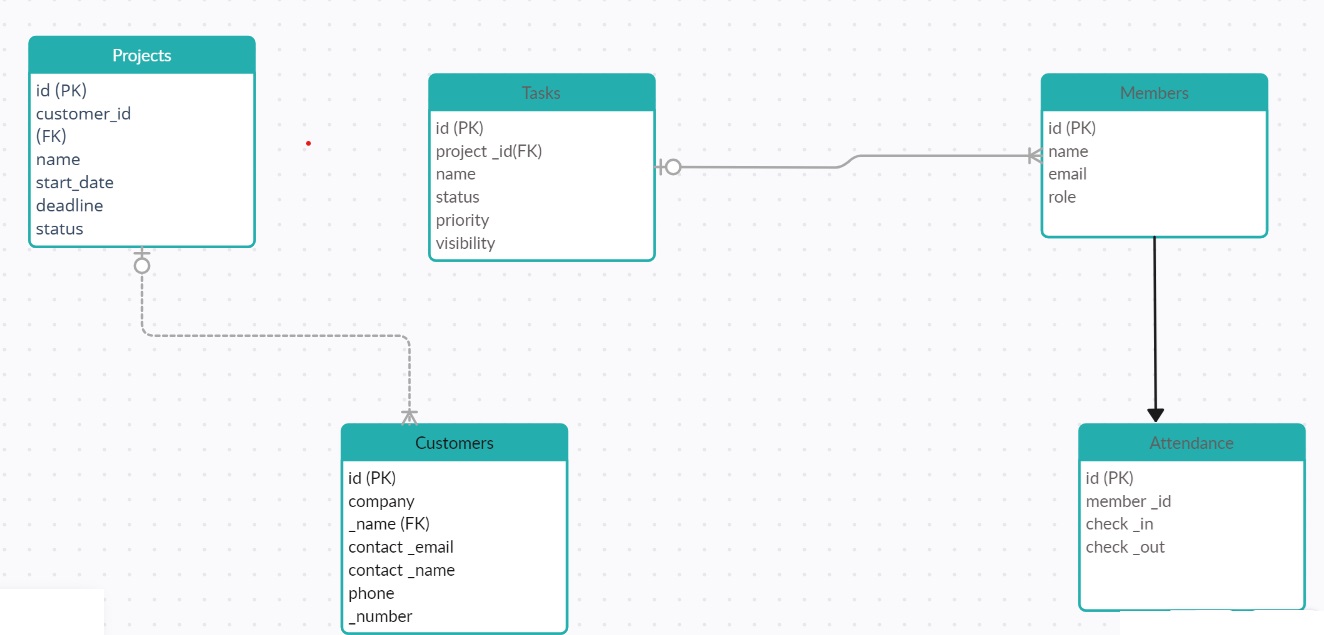 Projects
id (PK)
customer_id
(FK)
name
start_date
deadline
status
Tasks
id (PK)
project _id(FK)
name
status
priority
visibility
Members
id (PK)
name
email
role
Customers
id (PK)
company
_name (FK)
contact _email
contact _name
phone
_number
Attendance
id (PK)
member _id
check _in
check _out